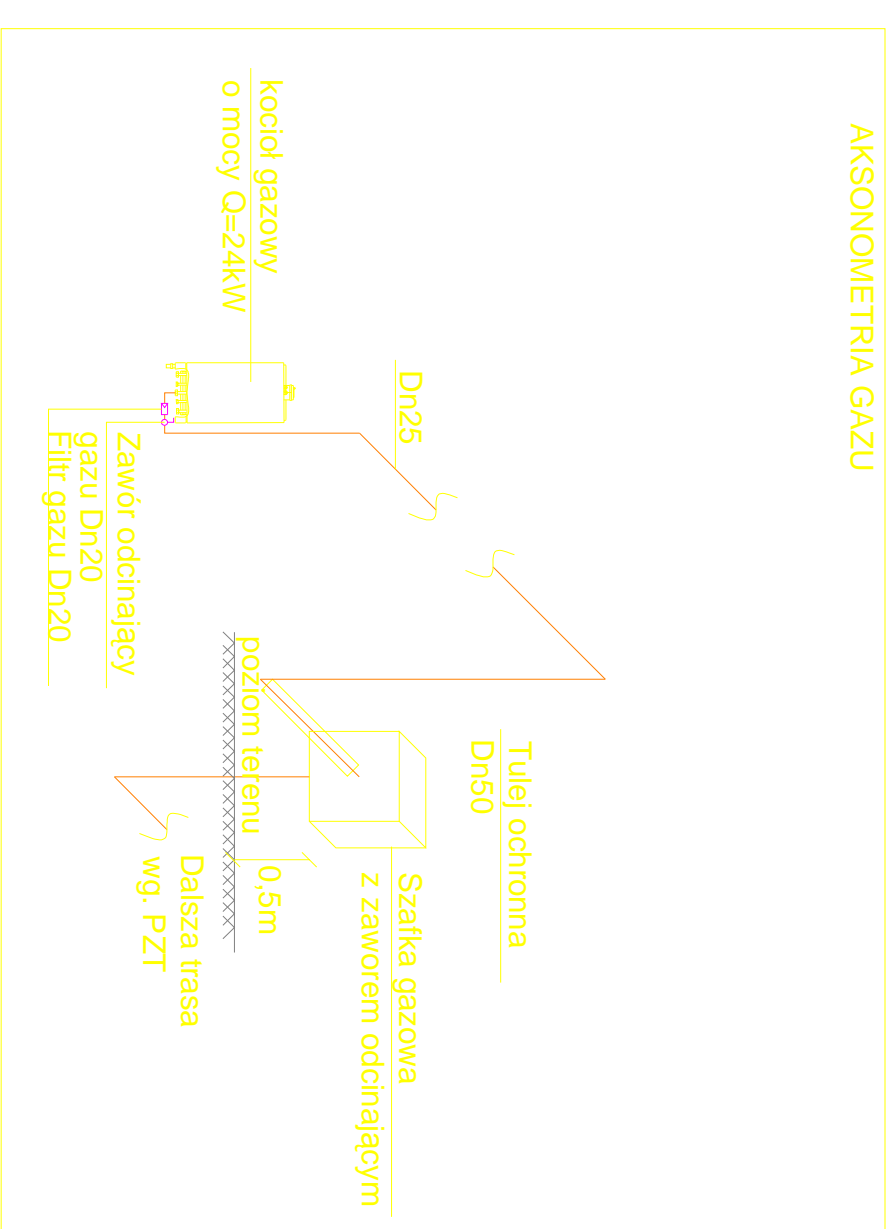 AKSONOMETRIA GAZU
kocioł gazowy
o mocy Q=24kW
Dn25
Zawór odcinający
gazu Dn20
Filtr gazu Dn20
poziom terenu
Tulej ochronna
Dn50
Szafka gazowa
z zaworem odcinającym
0,5m
Dalsza trasa
wg. PZT